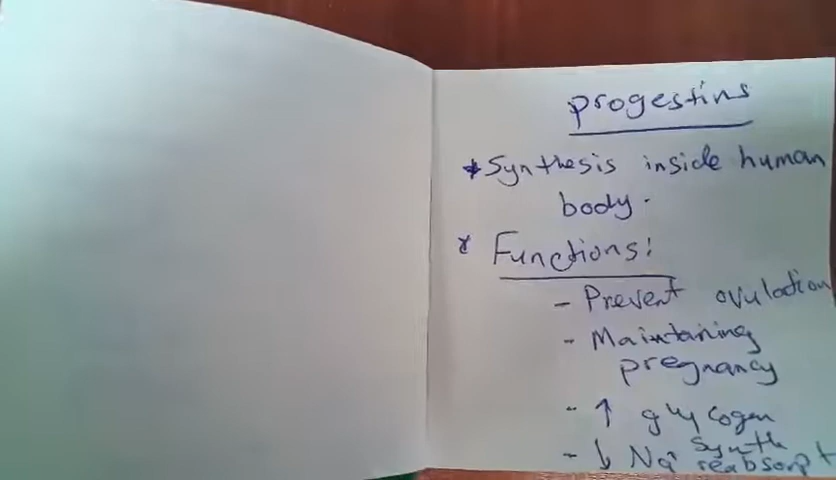 progestins
* Synthesis inside human
body.
* Functions:
- Prevent ovulation
- Maintaining
pregnancy
- ↑ glycogen
synth
- ↓ Na⁺ reabsorpt